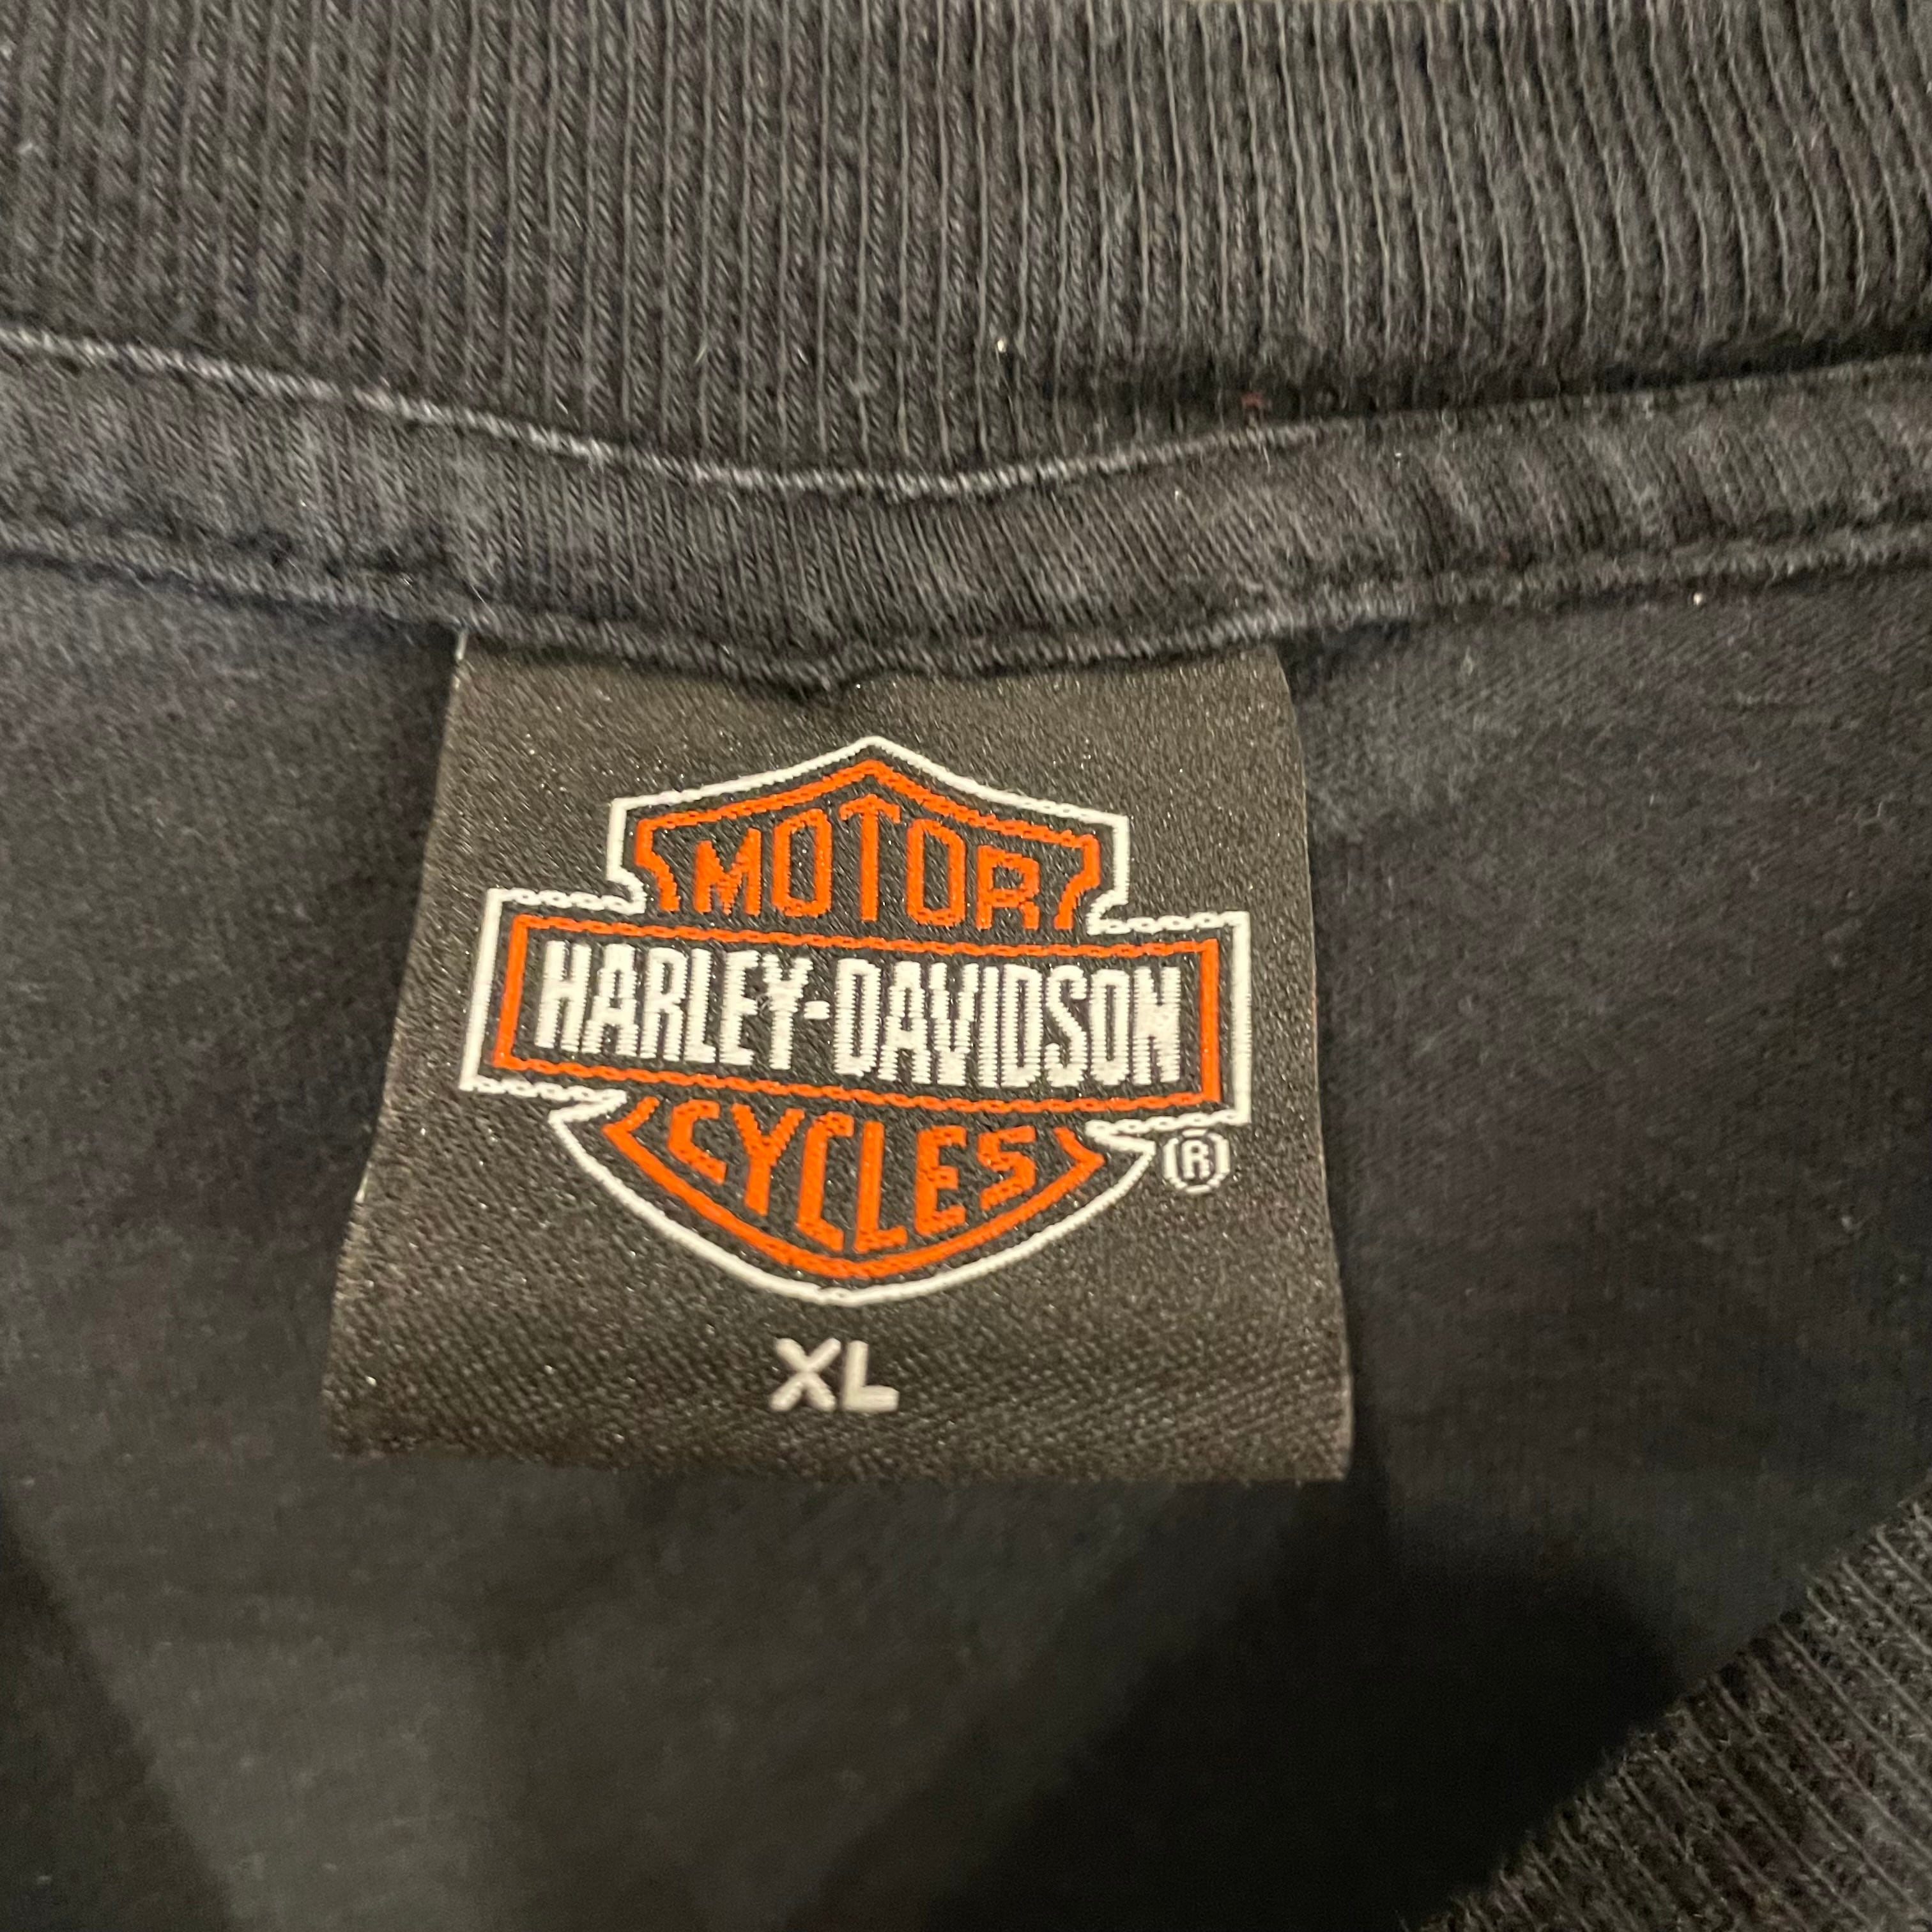 MOTOR
HARLEY-DAVIDSON
CYCLES
®
XL